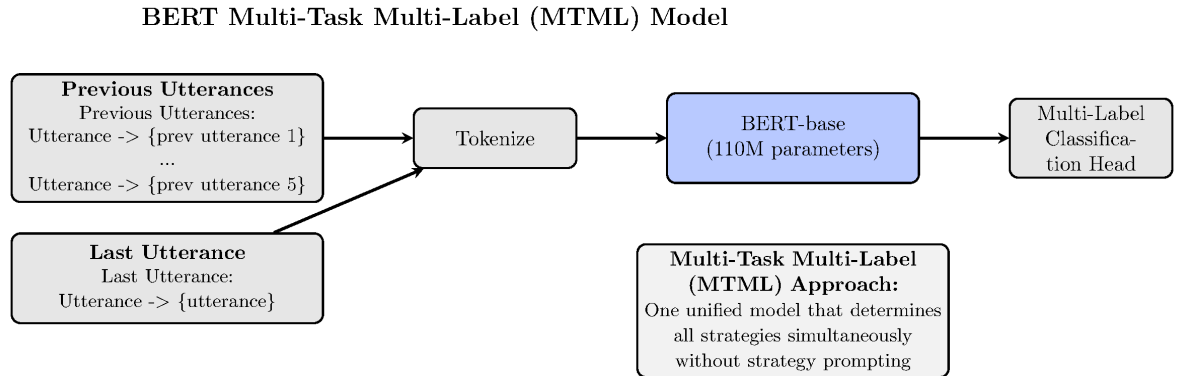 BERT Multi-Task Multi-Label (MTML) Model
Previous Utterances
Previous Utterances:
Utterance -> {prev utterance 1}
...
Utterance -> {prev utterance 5}
Last Utterance
Last Utterance:
Utterance -> {utterance}
Tokenize
BERT-base
(110M parameters)
Multi-Label
Classifica-
tion Head
Multi-Task Multi-Label
(MTML) Approach:
One unified model that determines
all strategies simultaneously
without strategy prompting